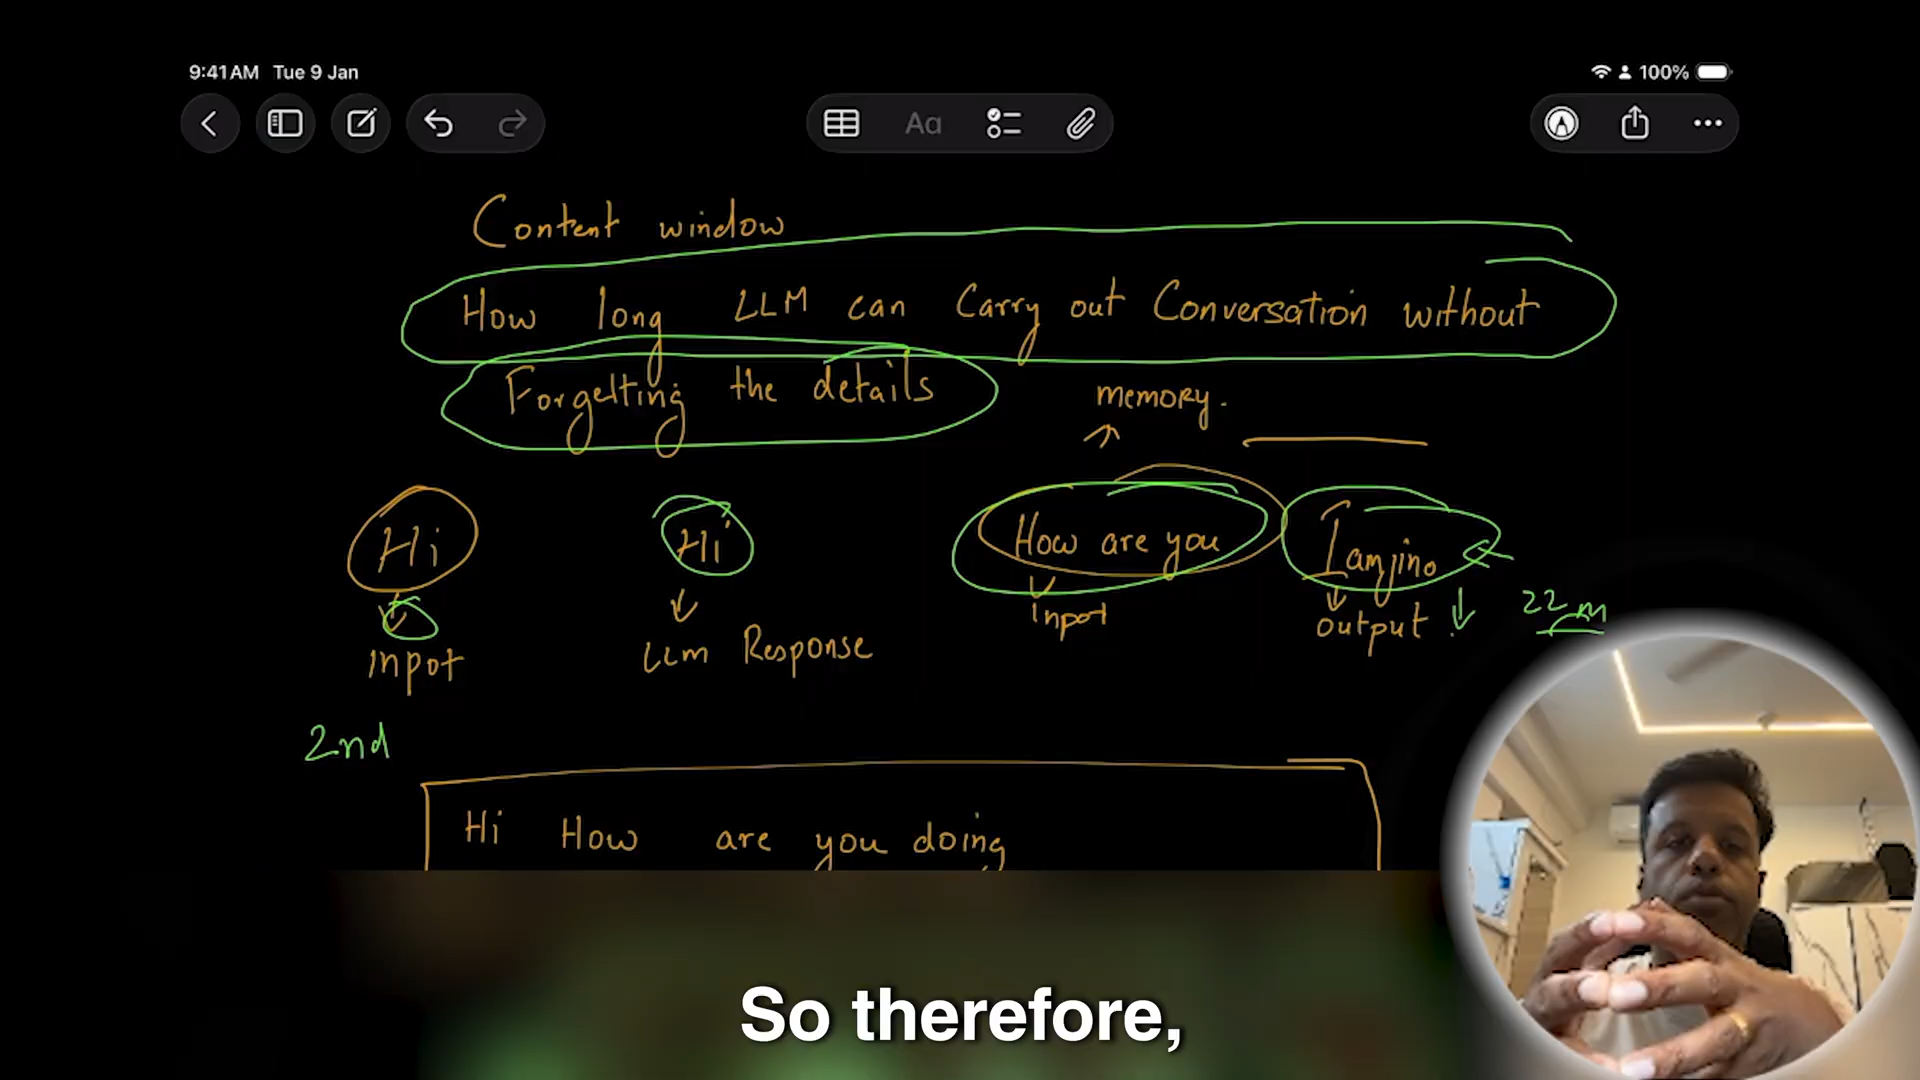 9:41 AM Tue 9 Jan
100%
Aa
Content window
How long LLM can Carry out Conversation without
Forgetting the details
memory.
Hi
Hi
How are you
I am jino
22 m
Input
LLm Response
Input
output
2nd
Hi How are you doing
So therefore,